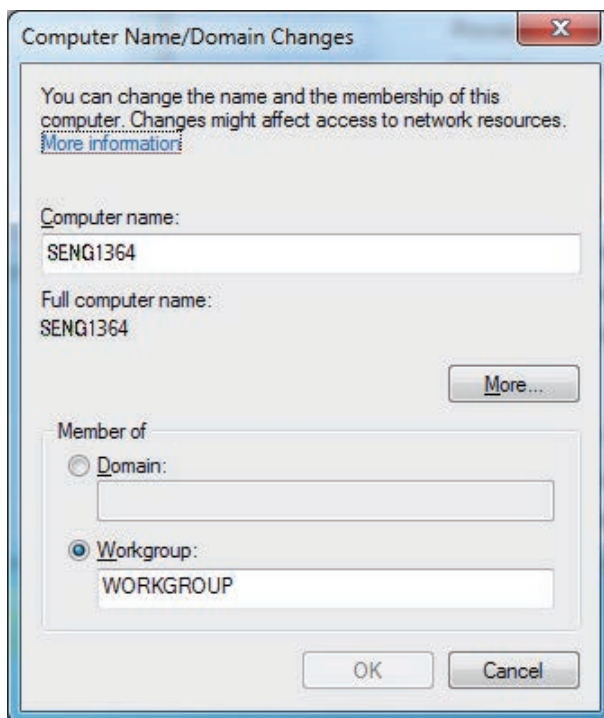 Computer Name/Domain Changes
You can change the name and the membership of this
computer. Changes might affect access to network resources.
More information
Computer name:
SENG1364
Full computer name:
SENG1364
More...
Member of
Domain:
Workgroup:
WORKGROUP
OK
Cancel